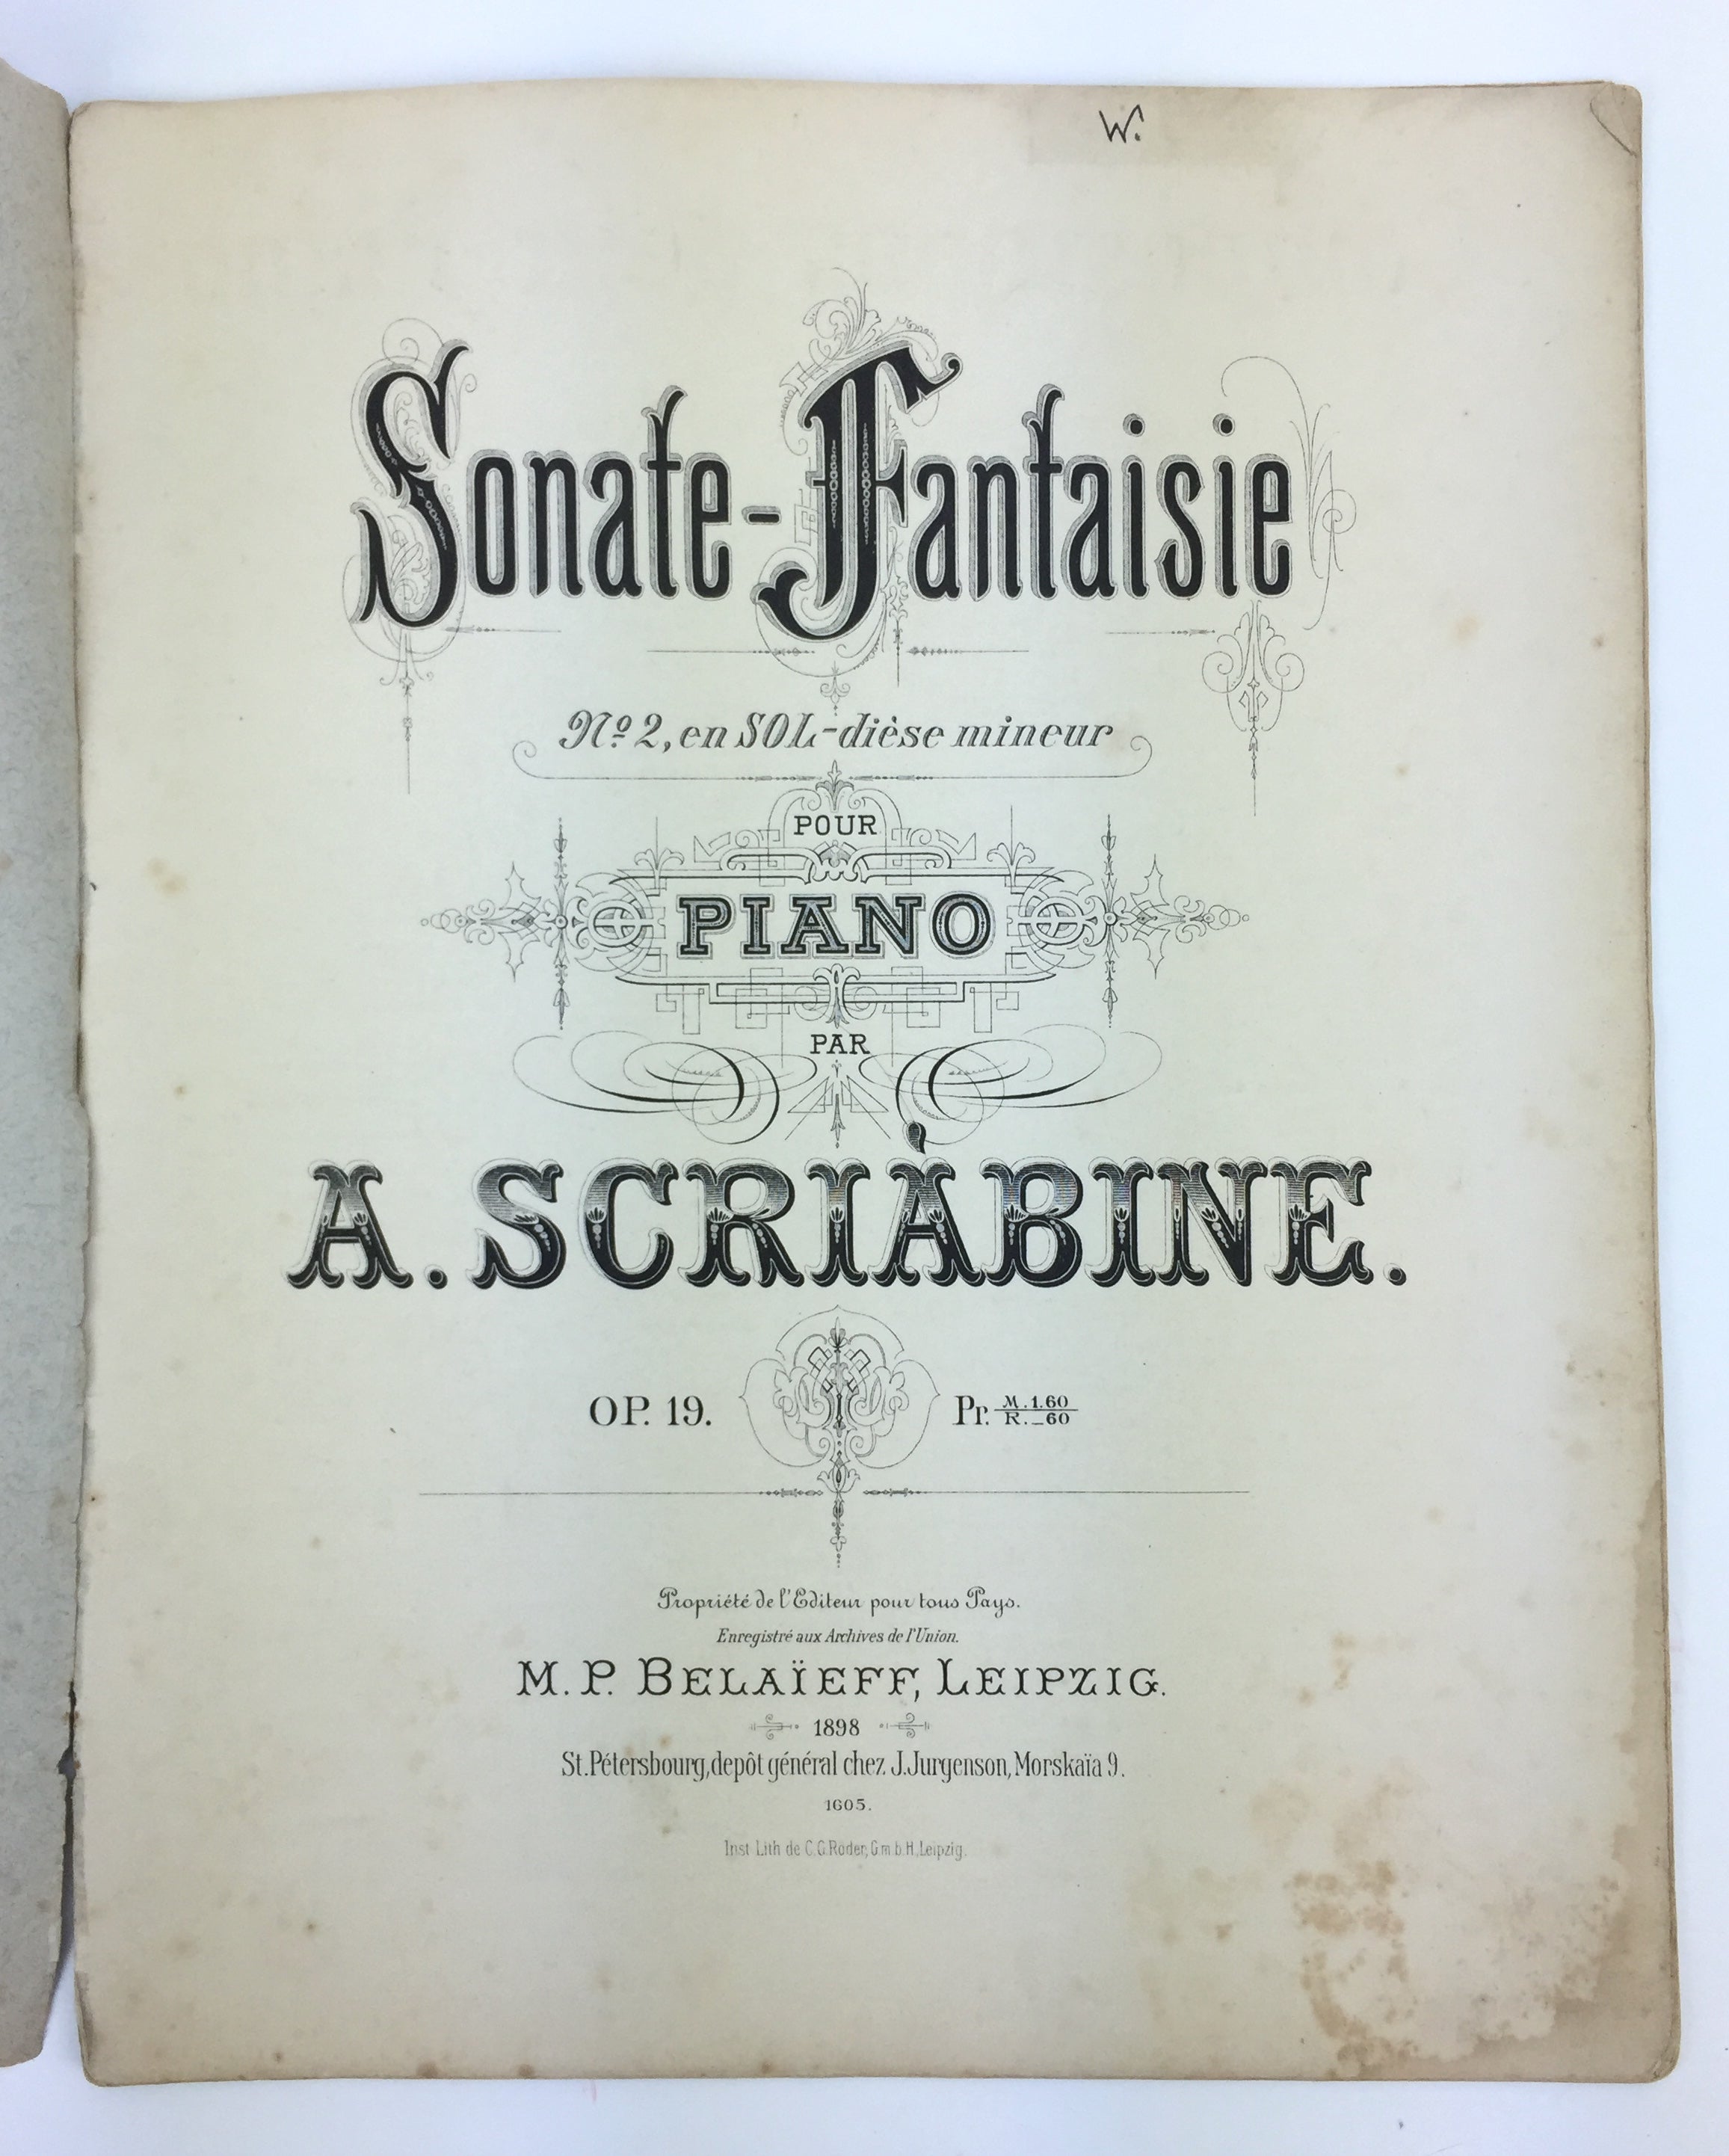 W.
Sonate-Fantaisie
Nº 2, en SOL-dièse mineur
POUR
PIANO
PAR
A. SCRIÀBINE.
OP. 19.
Pr. M. 1.60
R. _ 60
Propriété de l'Editeur pour tous Pays.
Enregistré aux Archives de l'Union.
M. P. BELAÏEFF, LEIPZIG.
1898
St. Pétersbourg, depôt général chez J. Jurgenson, Morskaïa 9.
1605.
Inst Lith de C. G. Röder, G m b H, Leipzig.